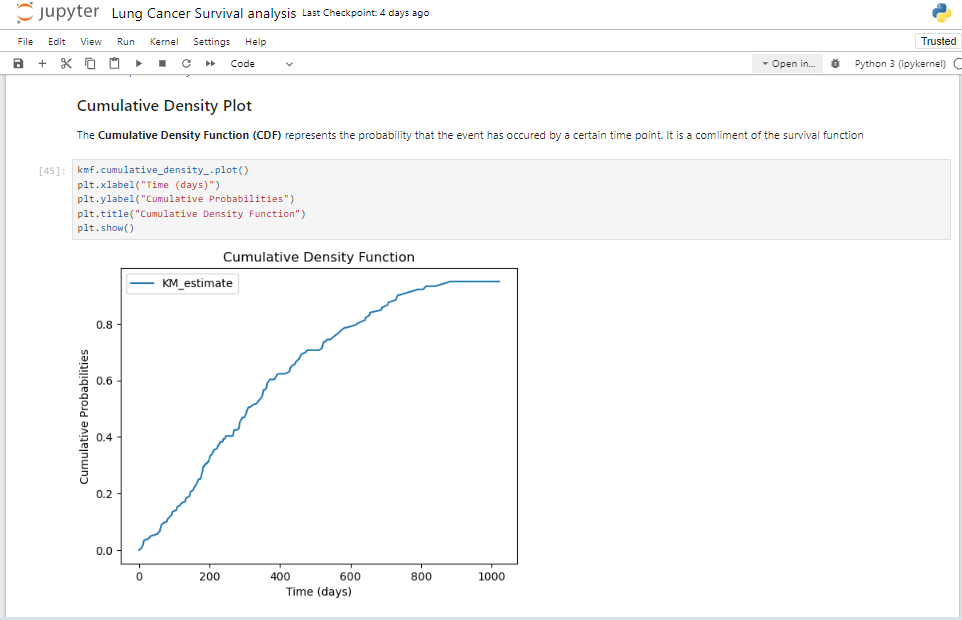 jupyter Lung Cancer Survival analysis Last Checkpoint: 4 days ago
File Edit View Run Kernel Settings Help
Trusted
Code
Open in...
Python 3 (ipykernel)
Cumulative Density Plot
The Cumulative Density Function (CDF) represents the probability that the event has occured by a certain time point. It is a comliment of the survival function
[45]:
kmf.cumulative_density_.plot()
plt.xlabel("Time (days)")
plt.ylabel("Cumulative Probabilities")
plt.title("Cumulative Density Function")
plt.show()
Cumulative Density Function
KM_estimate
Cumulative Probabilities
0.8
0.6
0.4
0.2
0.0
0 200 400 600 800 1000
Time (days)